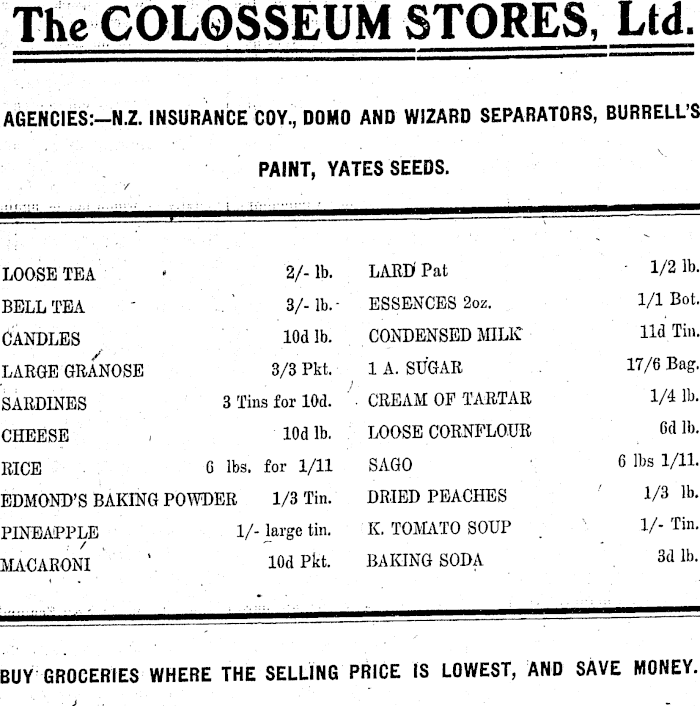 The COLOSSEUM STORES, Ltd.
AGENCIES:—N.Z. INSURANCE COY., DOMO AND WIZARD SEPARATORS, BURRELL'S
PAINT, YATES SEEDS.
LOOSE TEA 2/- lb.
BELL TEA 3/- lb.
CANDLES 10d lb.
LARGE GRANOSE 3/3 Pkt.
SARDINES 3 Tins for 10d.
CHEESE 10d lb.
RICE 6 lbs. for 1/11
EDMOND'S BAKING POWDER 1/3 Tin.
PINEAPPLE 1/- large tin.
MACARONI 10d Pkt.
LARD Pat 1/2 lb.
ESSENCES 2oz. 1/1 Bot.
CONDENSED MILK 11d Tin.
1 A. SUGAR 17/6 Bag.
CREAM OF TARTAR 1/4 lb.
LOOSE CORNFLOUR 6d lb.
SAGO 6 lbs 1/11.
DRIED PEACHES 1/3 lb.
K. TOMATO SOUP 1/- Tin.
BAKING SODA 3d lb.
BUY GROCERIES WHERE THE SELLING PRICE IS LOWEST, AND SAVE MONEY.